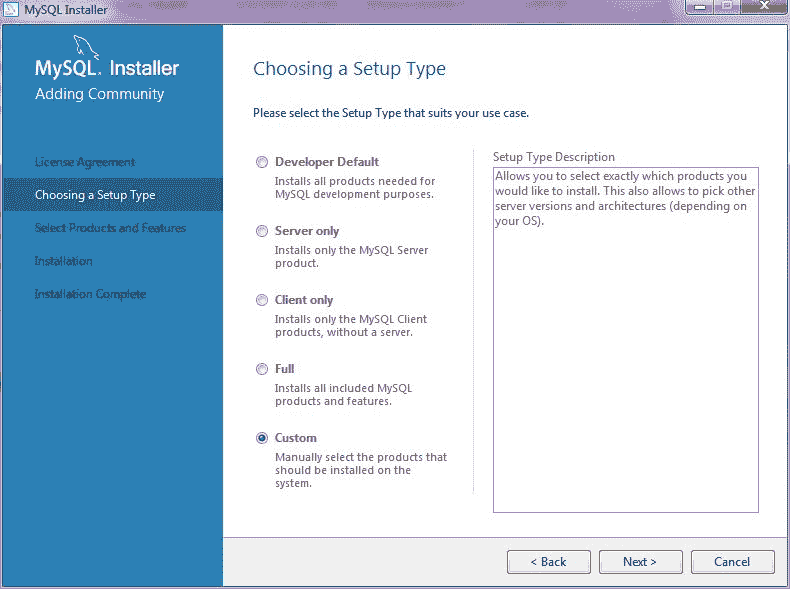 MySQL Installer
MySQL. Installer
Adding Community
License Agreement
Choosing a Setup Type
Select Products and Features
Installation
Installation Complete
Choosing a Setup Type
Please select the Setup Type that suits your use case.
Developer Default
Installs all products needed for
MySQL development purposes.
Server only
Installs only the MySQL Server
product.
Client only
Installs only the MySQL Client
products, without a server.
Full
Installs all included MySQL
products and features.
Custom
Manually select the products that
should be installed on the
system.
Setup Type Description
Allows you to select exactly which products you
would like to install. This also allows to pick other
server versions and architectures (depending on
your OS).
< Back
Next >
Cancel